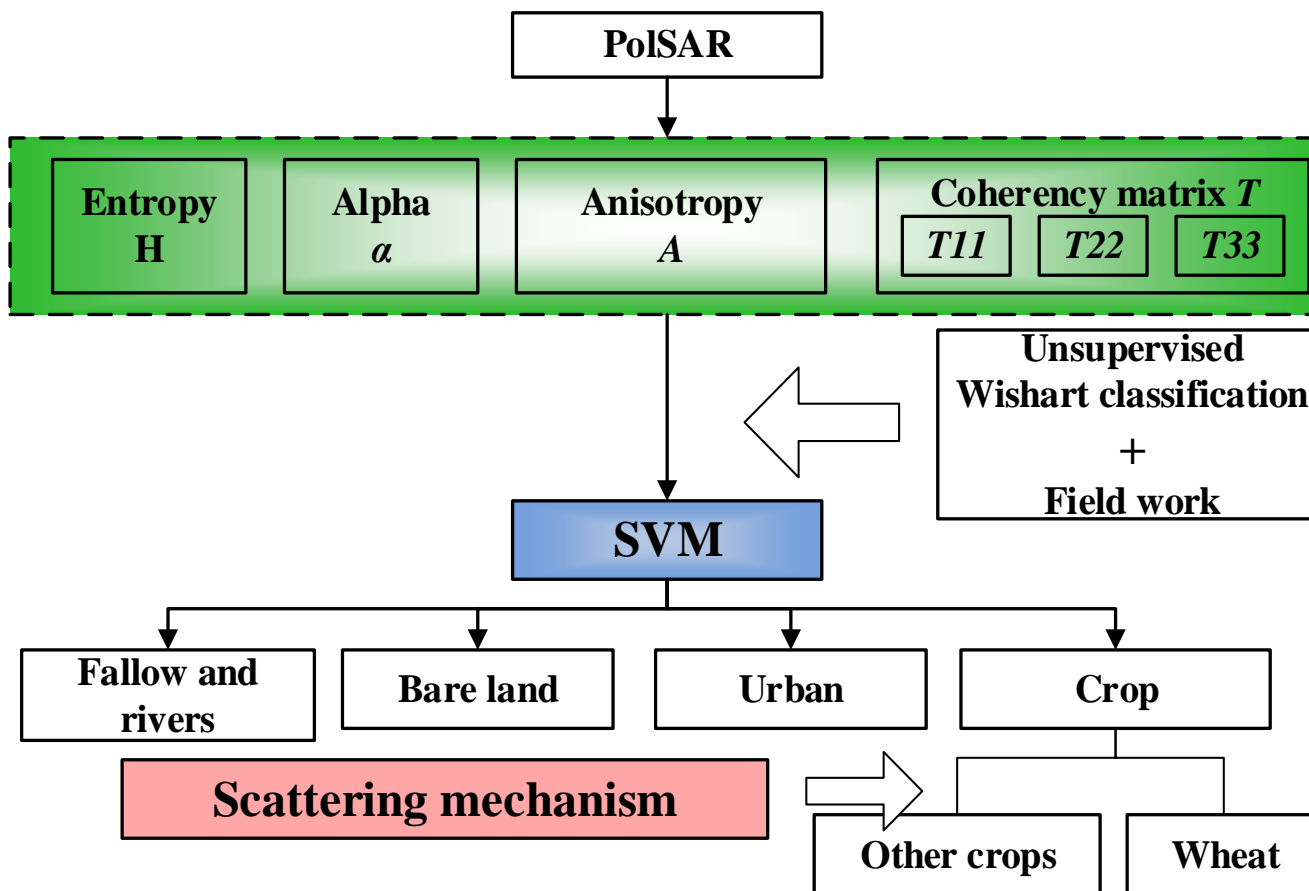 PolSAR
Entropy
H
Alpha
α
Anisotropy
A
Coherency matrix T
T11 T22 T33
Unsupervised
Wishart classification
+
Field work
SVM
Fallow and
rivers
Bare land
Urban
Crop
Scattering mechanism
Other crops
Wheat